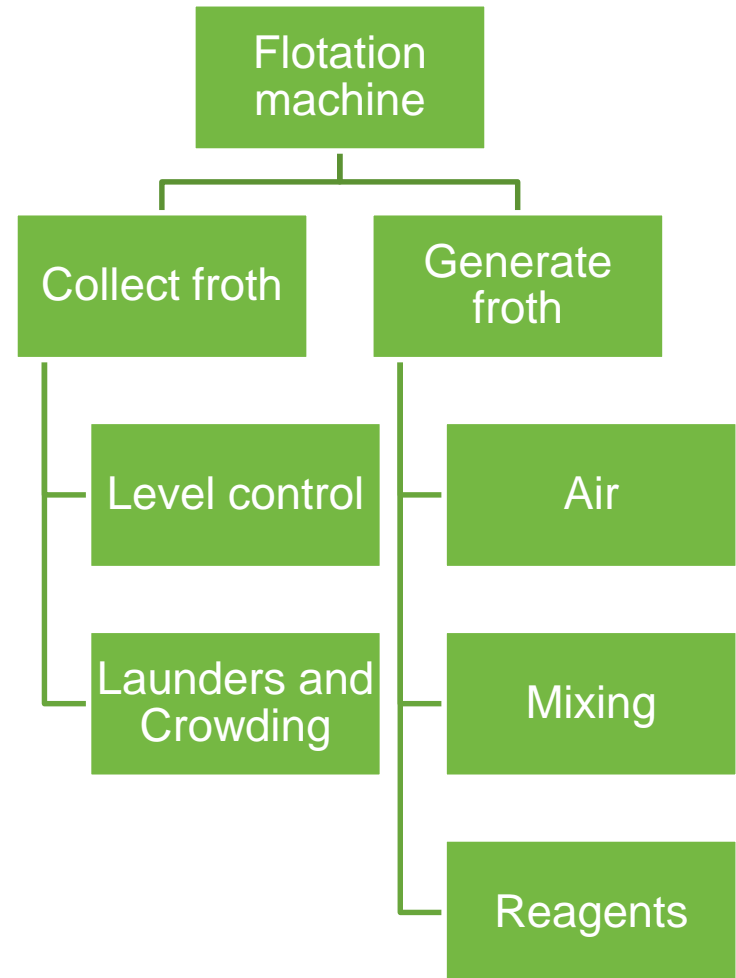 Flotation
machine
Collect froth
Generate
froth
Level control
Air
Launders and
Crowding
Mixing
Reagents